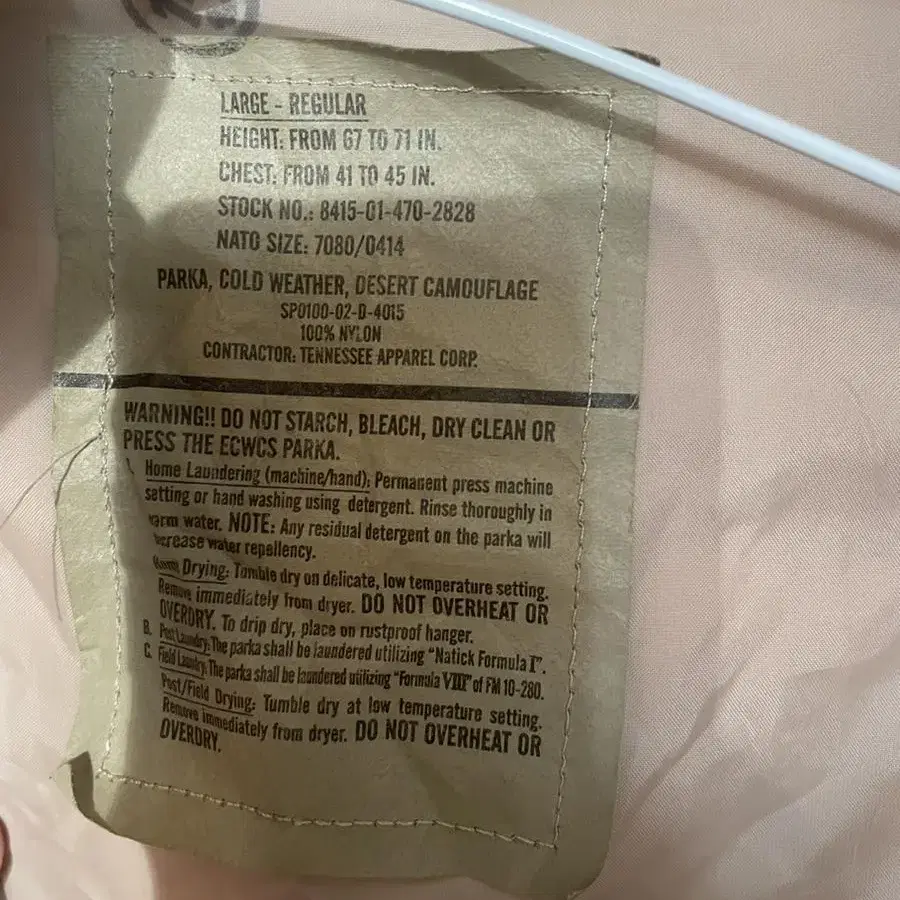 LARGE - REGULAR
HEIGHT: FROM 67 TO 71 IN.
CHEST: FROM 41 TO 45 IN.
STOCK NO.: 8415-01-470-2828
NATO SIZE: 7080/0414
PARKA, COLD WEATHER, DESERT CAMOUFLAGE
SP0100-02-D-4015
100% NYLON
CONTRACTOR: TENNESSEE APPAREL CORP.
WARNING!! DO NOT STARCH, BLEACH, DRY CLEAN OR
PRESS THE ECWCS PARKA.
Home Laundering (machine/hand): Permanent press machine
setting or hand washing using detergent. Rinse thoroughly in
warm water. NOTE: Any residual detergent on the parka will
water repellency.
Drying: Tumble dry on delicate, low temperature setting.
Remove immediately from dryer. DO NOT OVERHEAT OR
OVERDRY. To drip dry, place on rustproof hanger.
B. Post Laundry: The parka shall be laundered utilizing "Natick Formula I".
C. Field Laundry: The parka shall be laundered utilizing "Formula VIII" of FM 10-280.
Post/Field Drying: Tumble dry at low temperature setting.
Remove immediately from dryer. DO NOT OVERHEAT OR
OVERDRY.